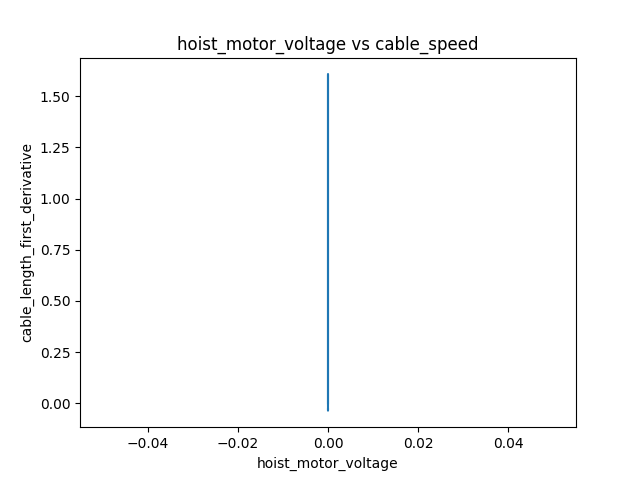 hoist_motor_voltage vs cable_speed
cable_length_first_derivative
1.50
1.25
1.00
0.75
0.50
0.25
0.00
−0.04 −0.02 0.00 0.02 0.04
hoist_motor_voltage